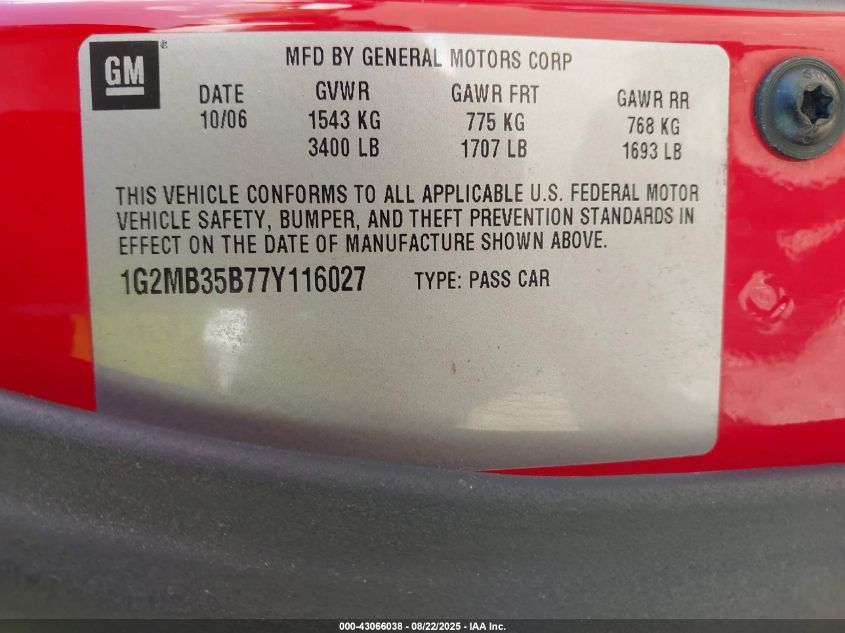 GM
MFD BY GENERAL MOTORS CORP
DATE GVWR GAWR FRT GAWR RR
10/06 1543 KG 775 KG 768 KG
3400 LB 1707 LB 1693 LB
THIS VEHICLE CONFORMS TO ALL APPLICABLE U.S. FEDERAL MOTOR
VEHICLE SAFETY, BUMPER, AND THEFT PREVENTION STANDARDS IN
EFFECT ON THE DATE OF MANUFACTURE SHOWN ABOVE.
1G2MB35B77Y116027 TYPE: PASS CAR
000-43066038 - 08/22/2025 - IAA Inc.